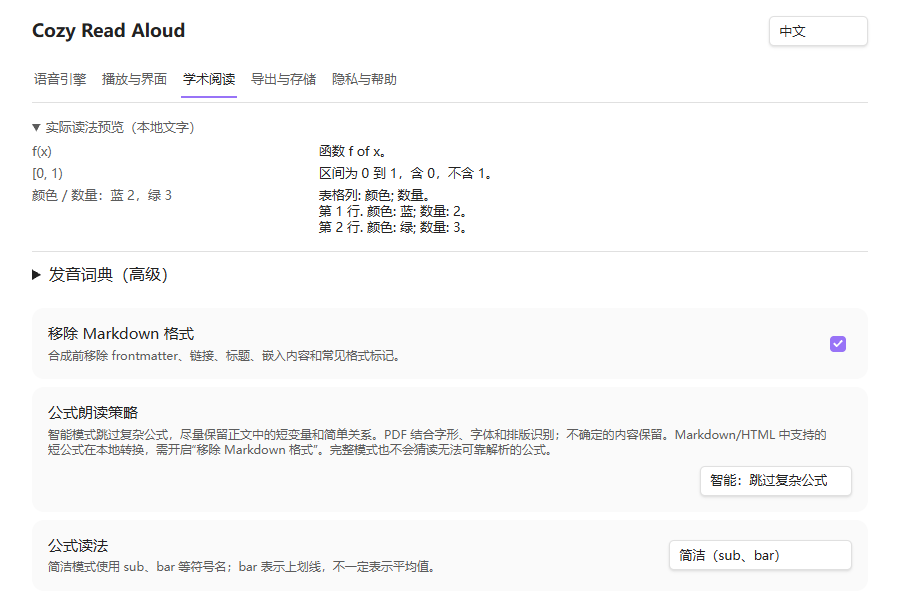 Cozy Read Aloud
中文
语音引擎 播放与界面 学术阅读 导出与存储 隐私与帮助
▼ 实际读法预览（本地文字）
f(x) 函数 f of x。
[0, 1) 区间为 0 到 1，含 0，不含 1。
颜色 / 数量：蓝 2，绿 3 表格列: 颜色; 数量。
第 1 行. 颜色: 蓝; 数量: 2。
第 2 行. 颜色: 绿; 数量: 3。
▶ 发音词典（高级）
移除 Markdown 格式
合成前移除 frontmatter、链接、标题、嵌入内容和常见格式标记。
公式朗读策略
智能模式跳过复杂公式，尽量保留正文中的短变量和简单关系。PDF 结合字形、字体和排版识别；不确定的内容保留。Markdown/HTML 中支持的
短公式在本地转换，需开启“移除 Markdown 格式”。完整模式也不会猜读无法可靠解析的公式。
智能：跳过复杂公式
公式读法
简洁模式使用 sub、bar 等符号名；bar 表示上划线，不一定表示平均值。
简洁（sub、bar）